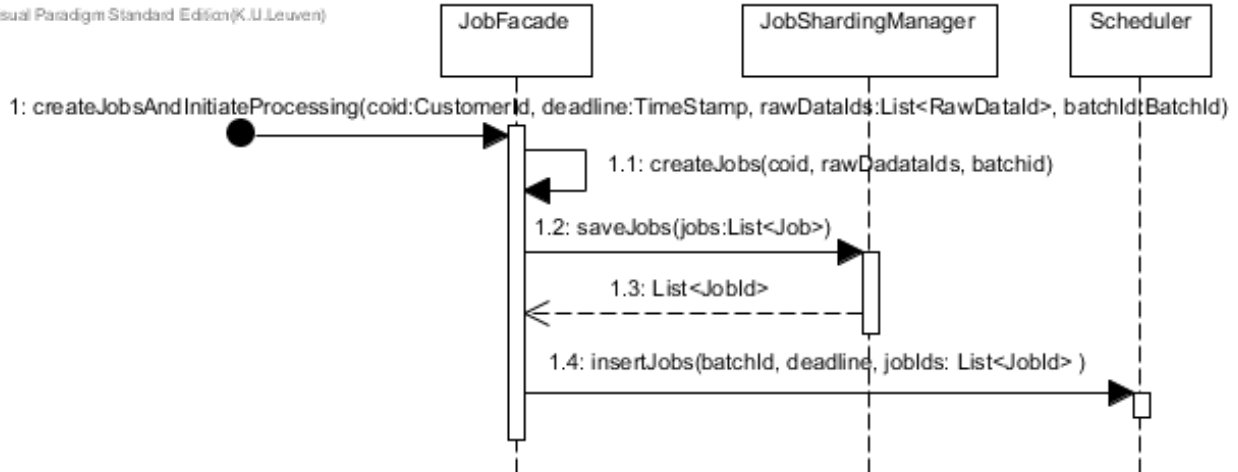 sual Paradigm Standard Edition(K.U.Leuven)
JobFacade
JobShardingManager
Scheduler
1: createJobsAndInitiateProcessing(coid:CustomerId, deadline:TimeStamp, rawDataIds:List<RawDataId>, batchId:BatchId)
1.1: createJobs(coid, rawDadataIds, batchid)
1.2: saveJobs(jobs:List<Job>)
1.3: List<JobId>
1.4: insertJobs(batchId, deadline, jobIds: List<JobId> )